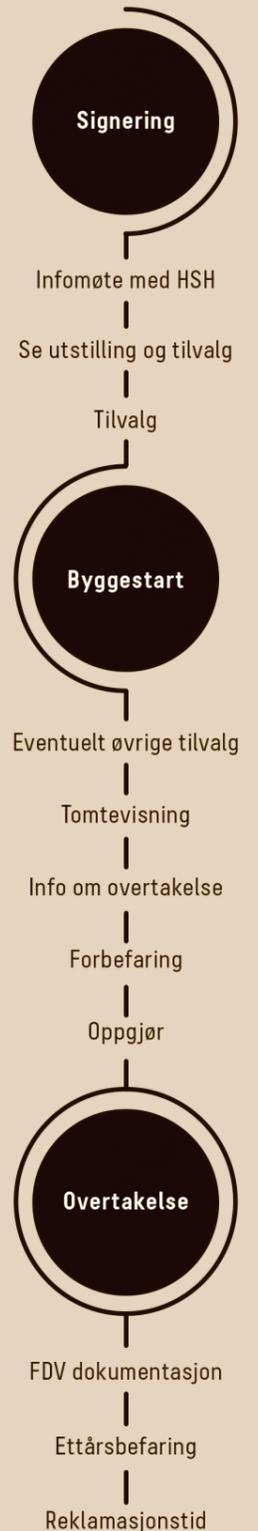 Signering
Infomøte med HSH
Se utstilling og tilvalg
Tilvalg
Byggestart
Eventuelt øvrige tilvalg
Tomtevisning
Info om overtakelse
Forbefaring
Oppgjør
Overtakelse
FDV dokumentasjon
Ettårsbefaring
Reklamasjonstid